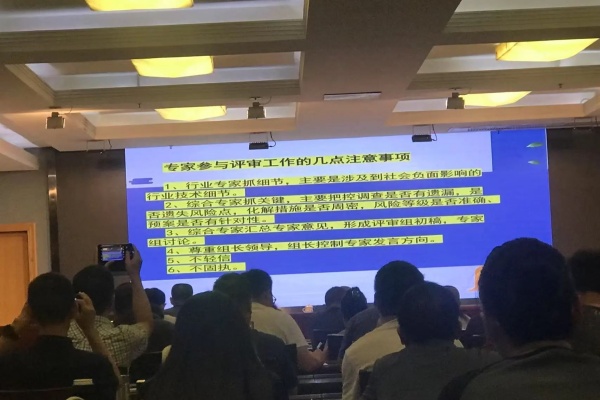 专家参与评审工作的几点注意事项
1、行业专家抓细节，主要是涉及到社会负面影响的
行业技术细节。
2、综合专家抓关键，主要把控调查是否有遗漏，是
否遗失风险点，化解措施是否周密，风险等级是否准确、
预案是否有针对性。
3、综合专家汇总专家意见，形成评审组初稿，专家
组讨论。
4、尊重组长领导，组长控制专家发言方向。
5、不轻信
6、不固执。